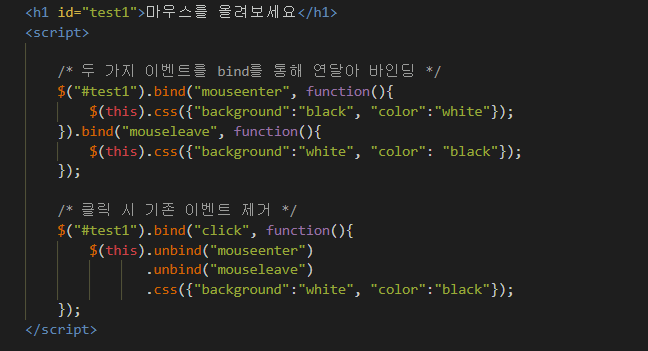 <h1 id="test1">마우스를 올려보세요</h1>
<script>
/* 두 가지 이벤트를 bind를 통해 연달아 바인딩 */
$("#test1").bind("mouseenter", function(){
$(this).css({"background":"black", "color":"white"});
}).bind("mouseleave", function(){
$(this).css({"background":"white", "color": "black"});
});
/* 클릭 시 기존 이벤트 제거 */
$("#test1").bind("click", function(){
$(this).unbind("mouseenter")
.unbind("mouseleave")
.css({"background":"white", "color":"black"});
});
</script>